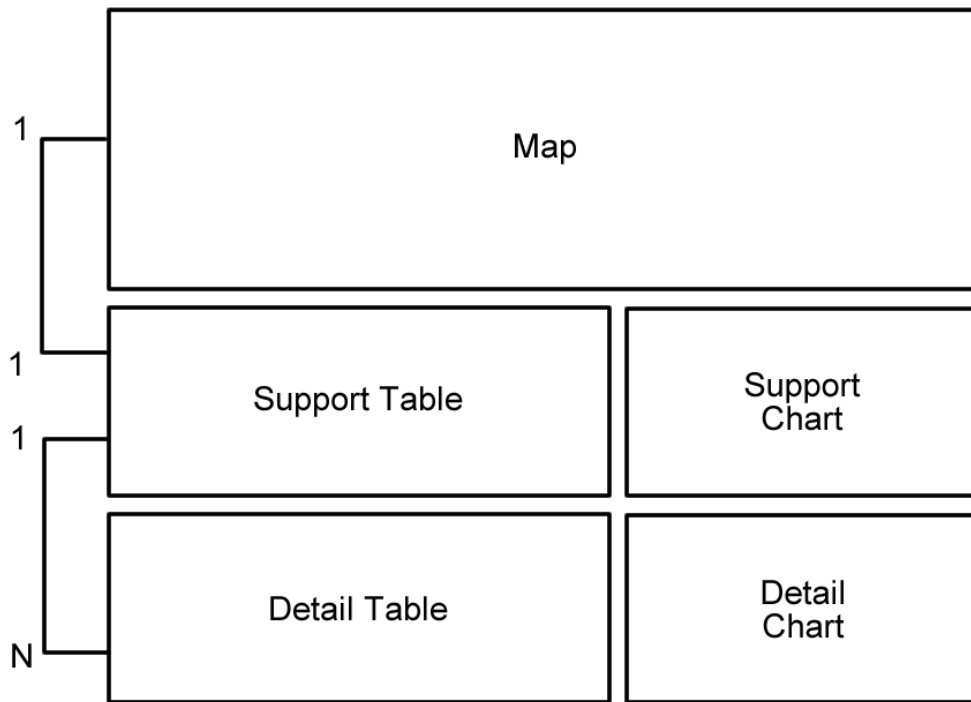 1
Map
1
Support Table
Support
Chart
1
Detail Table
Detail
Chart
N